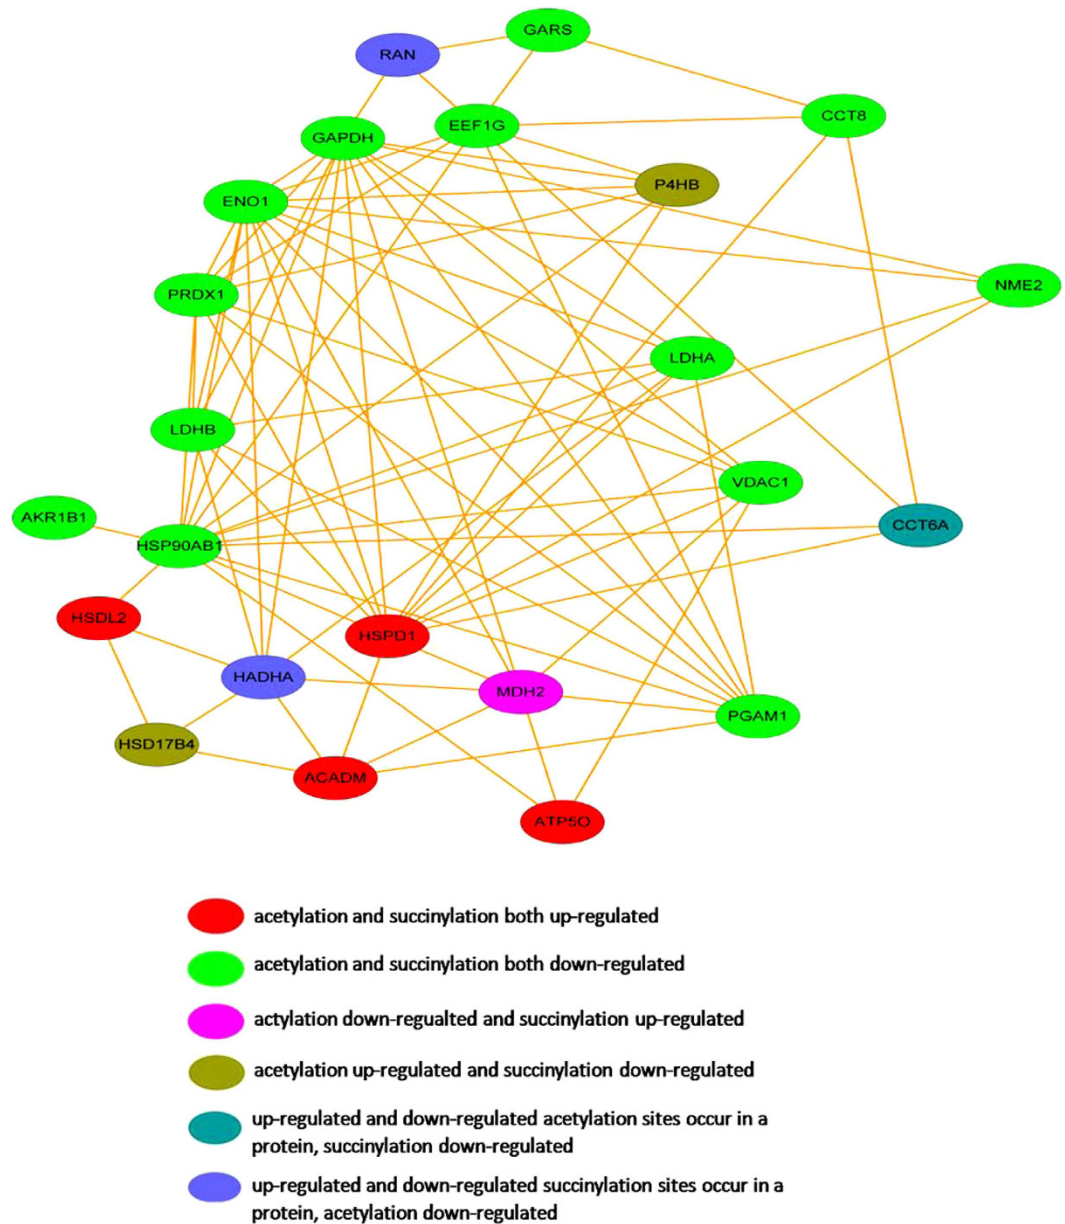 GARS
RAN
CCT8
EEF1G
GAPDH
P4HB
ENO1
NME2
PRDX1
LDHA
LDHB
VDAC1
AKR1B1
CCT6A
HSP90AB1
HSDL2
HSPD1
HADHA
MDH2
PGAM1
HSD17B4
ACADM
ATP5O
acetylation and succinylation both up-regulated
acetylation and succinylation both down-regulated
actylation down-regualted and succinylation up-regulated
acetylation up-regulated and succinylation down-regulated
up-regulated and down-regulated acetylation sites occur in a
protein, succinylation down-regulated
up-regulated and down-regulated succinylation sites occur in a
protein, acetylation down-regulated